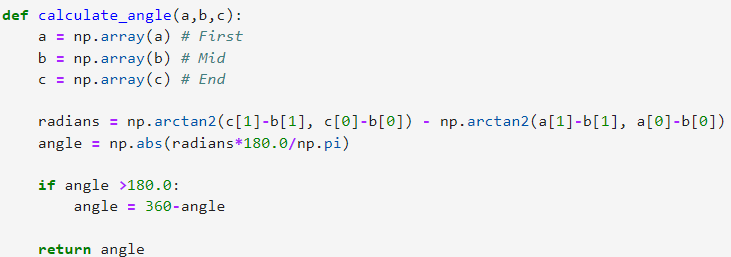 def calculate_angle(a,b,c):
    a = np.array(a) # First
    b = np.array(b) # Mid
    c = np.array(c) # End
    radians = np.arctan2(c[1]-b[1], c[0]-b[0]) - np.arctan2(a[1]-b[1], a[0]-b[0])
    angle = np.abs(radians*180.0/np.pi)
    if angle >180.0:
        angle = 360-angle
    return angle